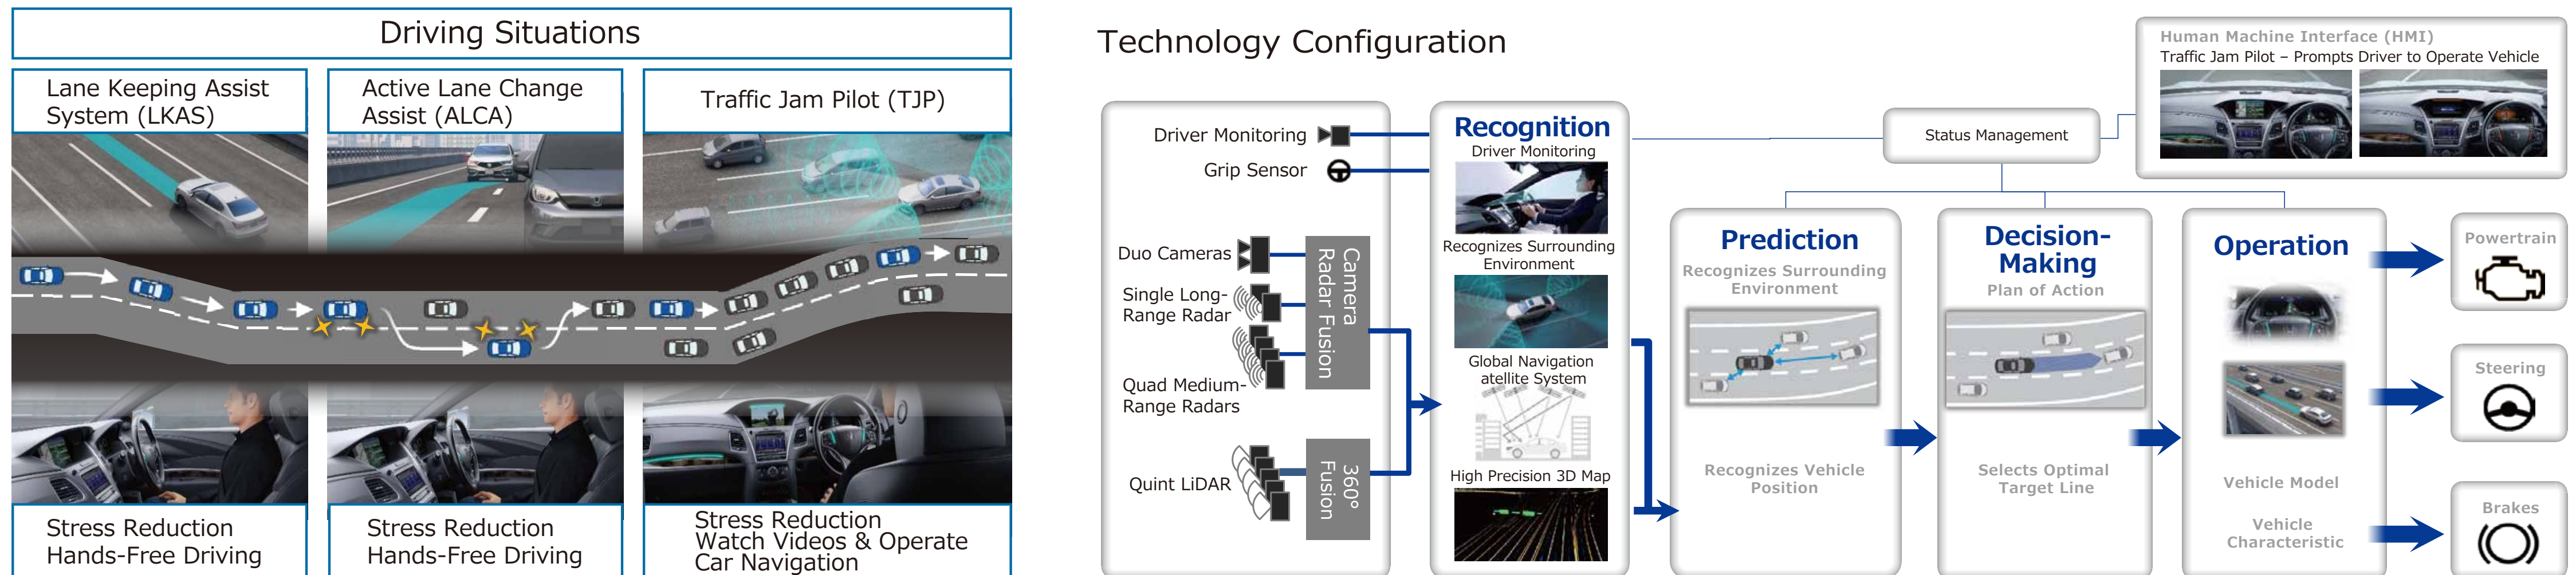 Driving Situations
Lane Keeping Assist
System (LKAS)
Active Lane Change
Assist (ALCA)
Traffic Jam Pilot (TJP)
Stress Reduction
Hands-Free Driving
Stress Reduction
Hands-Free Driving
Stress Reduction
Watch Videos & Operate
Car Navigation
Technology Configuration
Human Machine Interface (HMI)
Traffic Jam Pilot – Prompts Driver to Operate Vehicle
Status Management
Driver Monitoring
Grip Sensor
Duo Cameras
Single Long-
Range Radar
Quad Medium-
Range Radars
Quint LiDAR
Camera
Radar Fusion
360°
Fusion
Recognition
Driver Monitoring
Recognizes Surrounding
Environment
Global Navigation
atellite System
High Precision 3D Map
Prediction
Recognizes Surrounding
Environment
Recognizes Vehicle
Position
Decision-
Making
Plan of Action
Selects Optimal
Target Line
Operation
Vehicle Model
Vehicle
Characteristic
Powertrain
Steering
Brakes